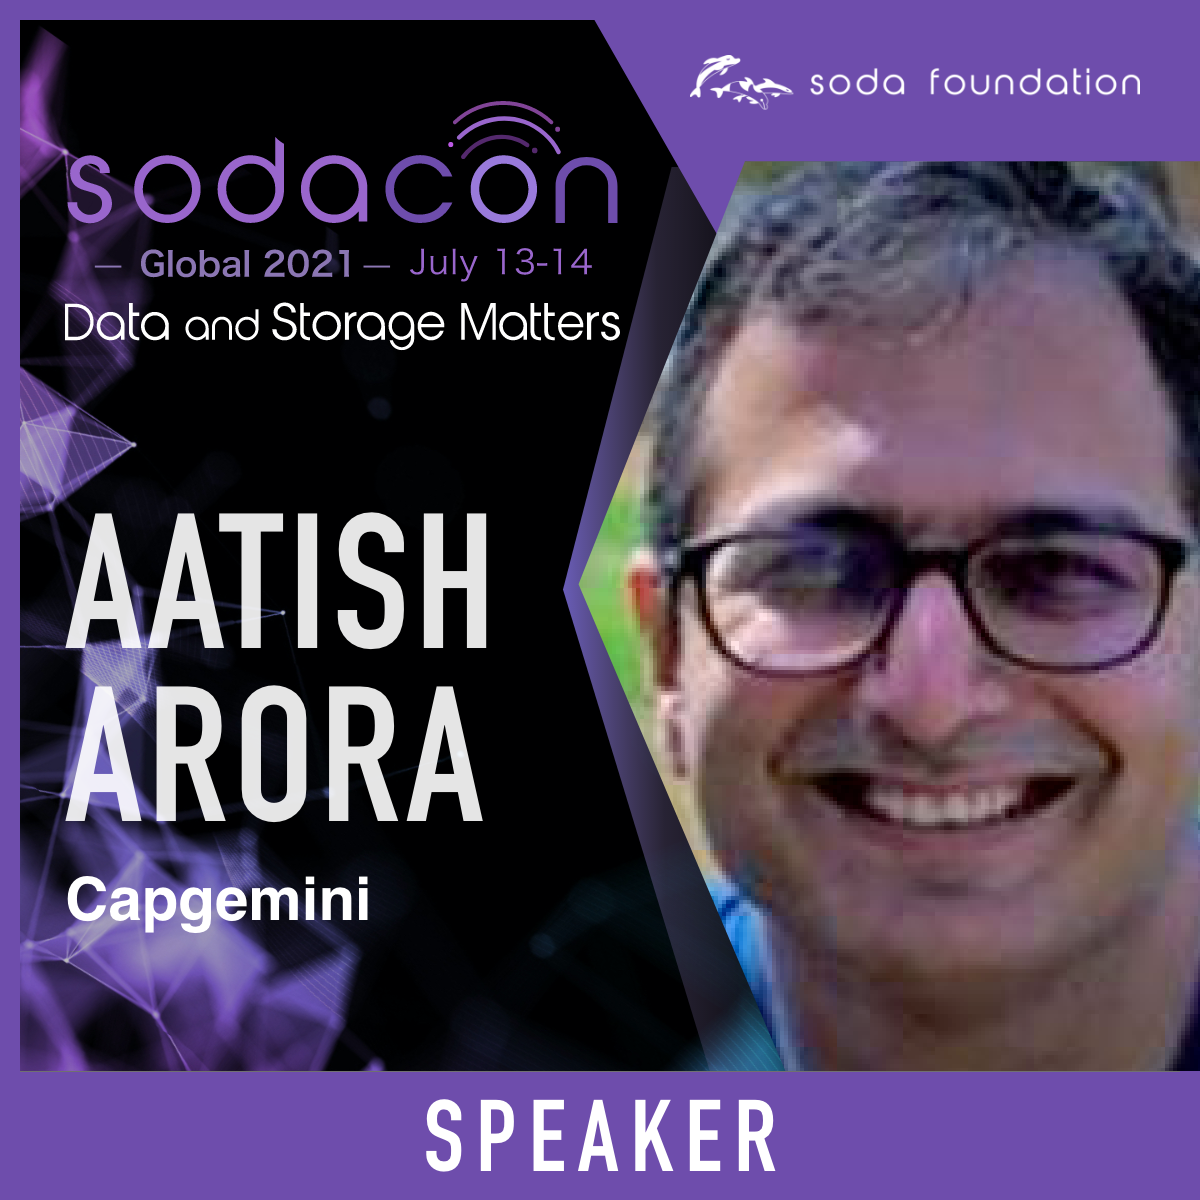 soda foundation
sodacon
— Global 2021 — July 13-14
Data and Storage Matters
AATISH
ARORA
Capgemini
SPEAKER